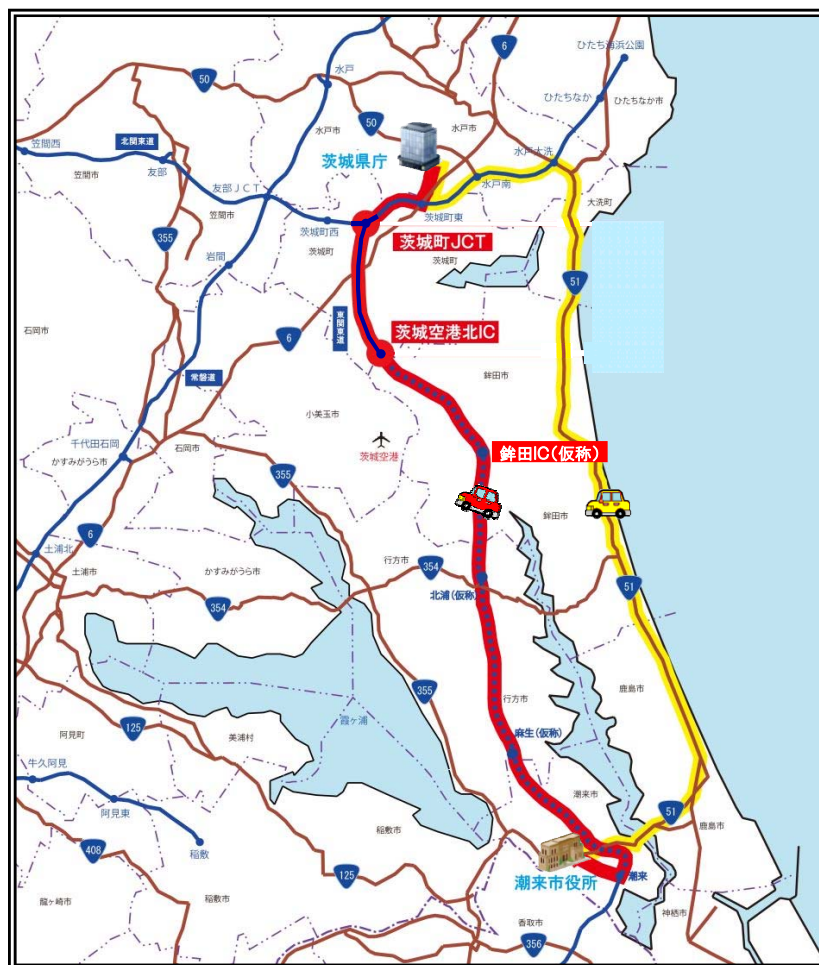 ひたち海浜公園
6
水戸
50
ひたちなか
ひたちなか市
50
水戸市
水戸市
北関東道
笠間西
友部
茨城県庁
水戸大洗
笠間市
友部JCT
水戸南
笠間市
茨城町東
大洗町
茨城町西
355
茨城町
茨城町JCT
茨城町
岩間
51
東関東道
石岡市
6
茨城空港北IC
鉾田市
常磐道
小美玉市
千代田石岡
石岡市
茨城空港
鉾田IC(仮称)
かすみがうら市
355
鉾田市
6
土浦北
行方市
354
土浦市
かすみがうら市
北浦(仮称)
51
354
鹿島市
355
行方市
125
霞ヶ浦
麻生(仮称)
阿見町
美浦村
牛久阿見
潮来市
阿見東
51
稲敷市
鹿島市
稲敷
408
潮来市役所
潮来
125
龍ヶ崎市
稲敷市
神栖市
香取市
356